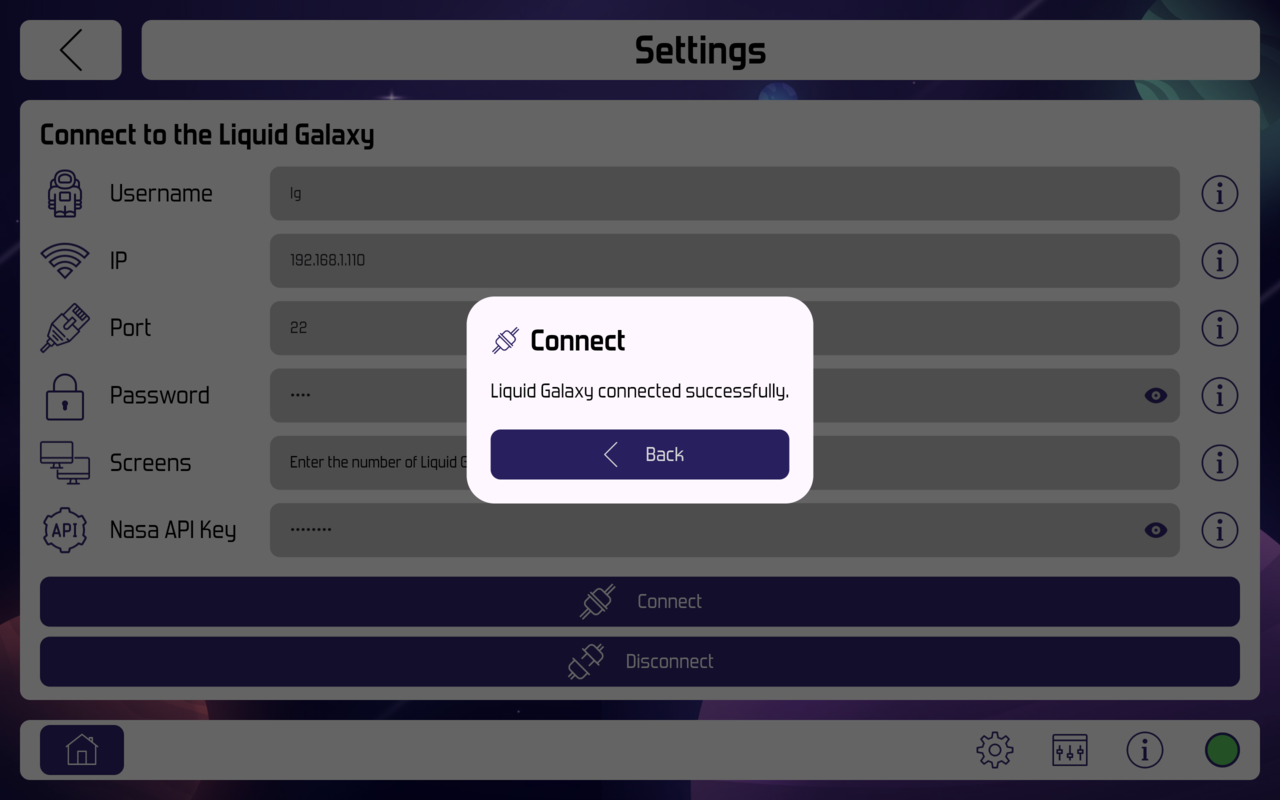 Settings
Connect to the Liquid Galaxy
Username
lg
IP
192.168.1.110
Port
22
Password
••••
Screens
Enter the number of Liquid G
API
Nasa API Key
••••••••
Connect
Liquid Galaxy connected successfully.
Back
Connect
Disconnect